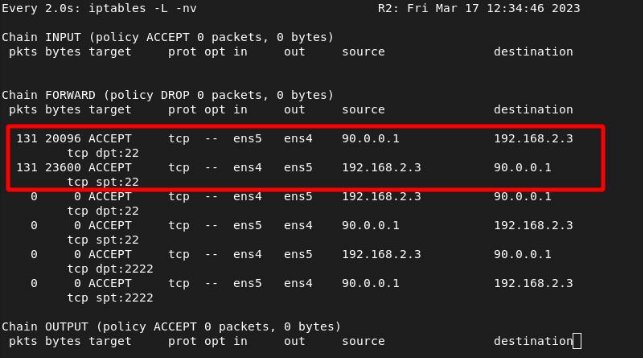 Every 2.0s: iptables -L -nv R2: Fri Mar 17 12:34:46 2023
Chain INPUT (policy ACCEPT 0 packets, 0 bytes)
pkts bytes target prot opt in out source destination
Chain FORWARD (policy DROP 0 packets, 0 bytes)
pkts bytes target prot opt in out source destination
131 20096 ACCEPT tcp -- ens5 ens4 90.0.0.1 192.168.2.3
tcp dpt:22
131 23600 ACCEPT tcp -- ens4 ens5 192.168.2.3 90.0.0.1
tcp spt:22
0 0 ACCEPT tcp -- ens4 ens5 192.168.2.3 90.0.0.1
tcp dpt:22
0 0 ACCEPT tcp -- ens5 ens4 90.0.0.1 192.168.2.3
tcp spt:22
0 0 ACCEPT tcp -- ens4 ens5 192.168.2.3 90.0.0.1
tcp dpt:2222
0 0 ACCEPT tcp -- ens5 ens4 90.0.0.1 192.168.2.3
tcp spt:2222
Chain OUTPUT (policy ACCEPT 0 packets, 0 bytes)
pkts bytes target prot opt in out source destination